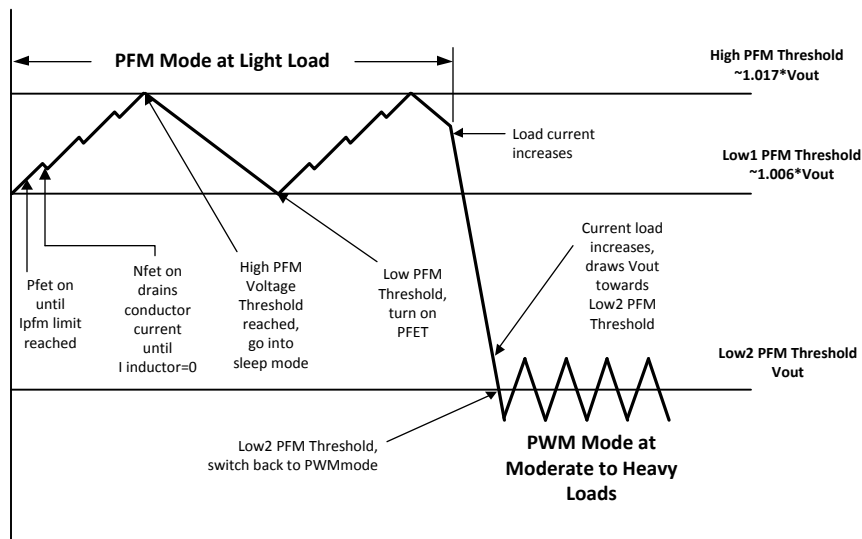 PFM Mode at Light Load
High PFM Threshold
~1.017*Vout
Load current
increases
Low1 PFM Threshold
~1.006*Vout
Pfet on
until
Ipfm limit
reached
Nfet on
drains
conductor
current
until
I inductor=0
High PFM
Voltage
Threshold
reached,
go into
sleep mode
Low PFM
Threshold,
turn on
PFET
Current load
increases,
draws Vout
towards
Low2 PFM
Threshold
Low2 PFM Threshold
Vout
Low2 PFM Threshold,
switch back to PWMmode
PWM Mode at
Moderate to Heavy
Loads